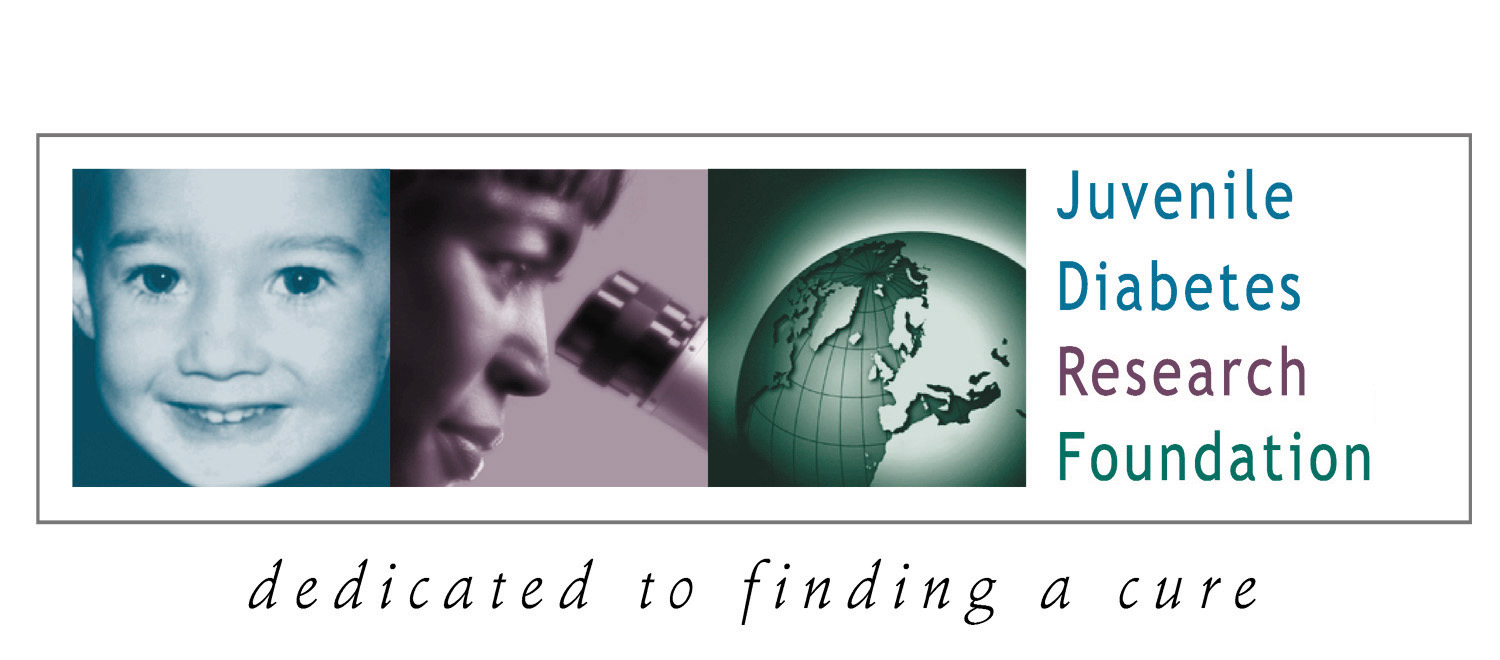 Juvenile
Diabetes
Research
Foundation
dedicated to finding a cure